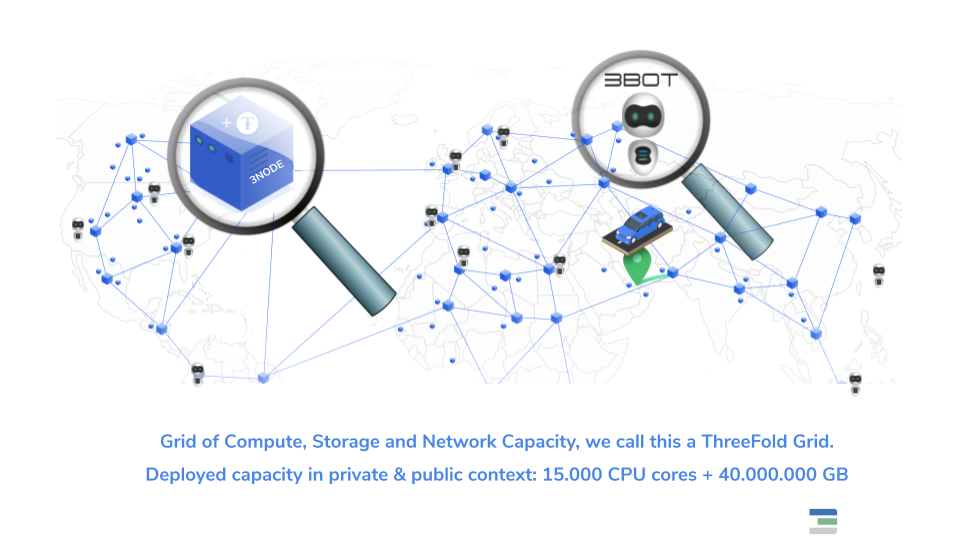 3BOT
+ T
3NODE
Grid of Compute, Storage and Network Capacity, we call this a ThreeFold Grid.
Deployed capacity in private & public context: 15.000 CPU cores + 40.000.000 GB